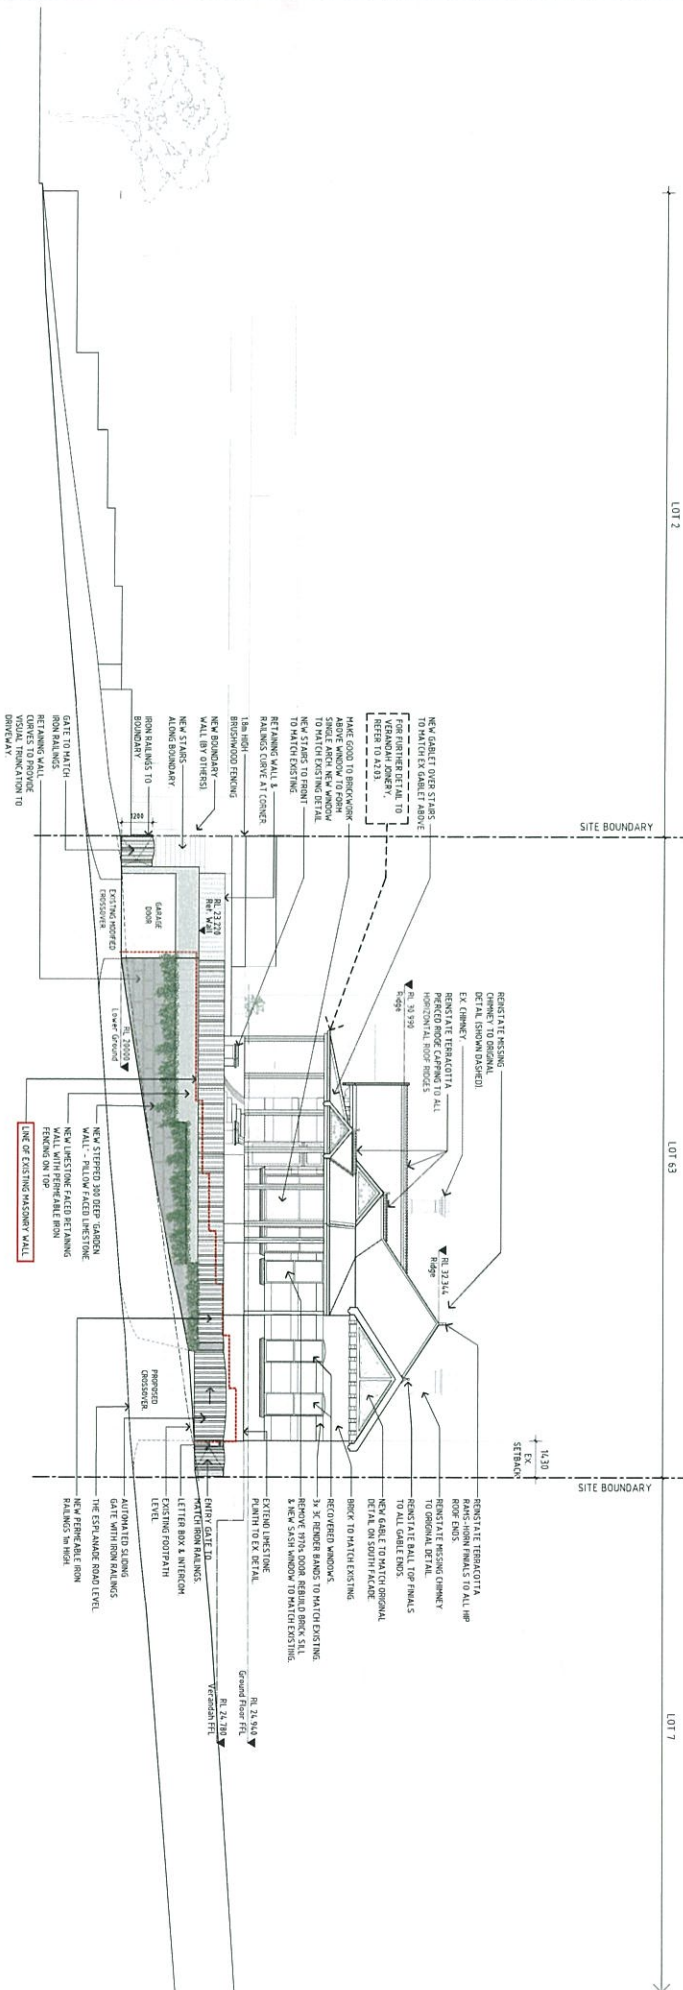 LOT 2
LOT 63
LOT 7
SITE BOUNDARY
SITE BOUNDARY
1430
EX.
SETBACK
REINSTATE MISSING
CHIMNEY TO ORIGINAL
DETAIL (SHOWN DASHED).
EX. CHIMNEY.
REINSTATE TERRACOTTA
PIERCED RIDGE CAPPING TO ALL
HORIZONTAL ROOF RIDGES
RL 30 990
Ridge
RL 32 344
Ridge
NEW GABLET OVER STAIRS
TO MATCH EX GABLET ABOVE
FOR FURTHER DETAIL TO
VERANDAH JOINERY,
REFER TO A2.03.
MAKE GOOD TO BRICKWORK
ABOVE WINDOW TO FORM
SINGLE ARCH. NEW WINDOW
TO MATCH EXISTING DETAIL
NEW STAIRS TO FRONT
TO MATCH EXISTING.
RETAINING WALL &
RAILINGS CURVE AT CORNER
1.8m HIGH
BRUSHWOOD FENCING
NEW BOUNDARY
WALL (BY OTHERS)
NEW STAIRS
ALONG BOUNDARY.
IRON RAILINGS TO
BOUNDARY
GATE TO MATCH
IRON RAILINGS
RETAINING WALL
CURVES TO PROVIDE
VISUAL TRUNCATION TO
DRIVEWAY.
1200
RL 23 220
Ret. Wall
GARAGE
DOOR
EXISTING MODIFIED
CROSSOVER.
RL 20000
Lower Ground
NEW STEPPED 300 DEEP 'GARDEN
WALL' - PILLOW FACED LIMESTONE
NEW LIMESTONE FACED RETAINING
WALL WITH PERMEABLE IRON
FENCING ON TOP
LINE OF EXISTING MASONRY WALL
PROPOSED
CROSSOVER.
REINSTATE TERRACOTTA
RAMS-HORN FINIALS TO ALL HIP
ROOF ENDS.
REINSTATE MISSING CHIMNEY
TO ORIGINAL DETAIL
REINSTATE BALL TOP FINIALS
TO ALL GABLE ENDS.
NEW GABLE TO MATCH ORIGINAL
DETAIL ON SOUTH FACADE.
BRICK TO MATCH EXISTING
RECOVERED WINDOWS.
3x 3C RENDER BANDS TO MATCH EXISTING.
REMOVE 1970s DOOR. REBUILD BRICK SILL
& NEW SASH WINDOW TO MATCH EXISTING.
EXTEND LIMESTONE
PLINTH TO EX. DETAIL
RL 24 940
Ground Floor FFL
RL 24 780
Verandah FFL
ENTRY GATE TO
MATCH IRON RAILINGS.
LETTER BOX & INTERCOM
EXISTING FOOTPATH
LEVEL
AUTOMATED SLIDING
GATE WITH IRON RAILINGS
THE ESPLANADE ROAD LEVEL
NEW PERMEABLE IRON
RAILINGS 1m HIGH.